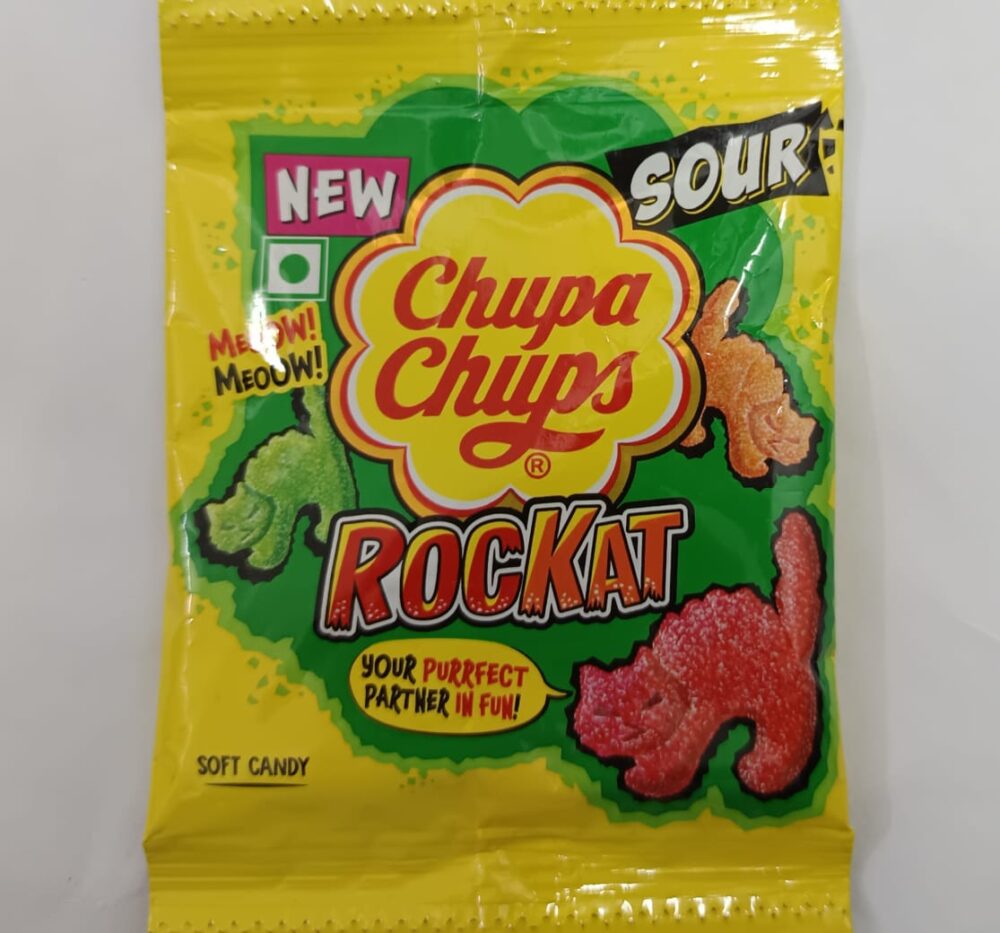 NEW
SOUR
Chupa
Chups
®
MEOOW!
MEOOW!
ROCKAT
YOUR PURRFECT
PARTNER IN FUN!
SOFT CANDY